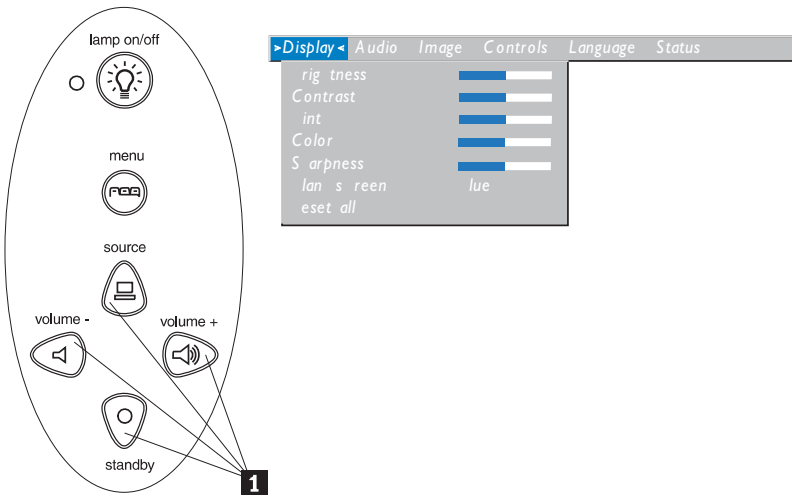 lamp on/off
menu
source
volume -
volume +
standby
1
>Display< Audio Image Controls Language Status
rig tness
Contrast
int
Color
S arpness
lan s reen lue
eset all